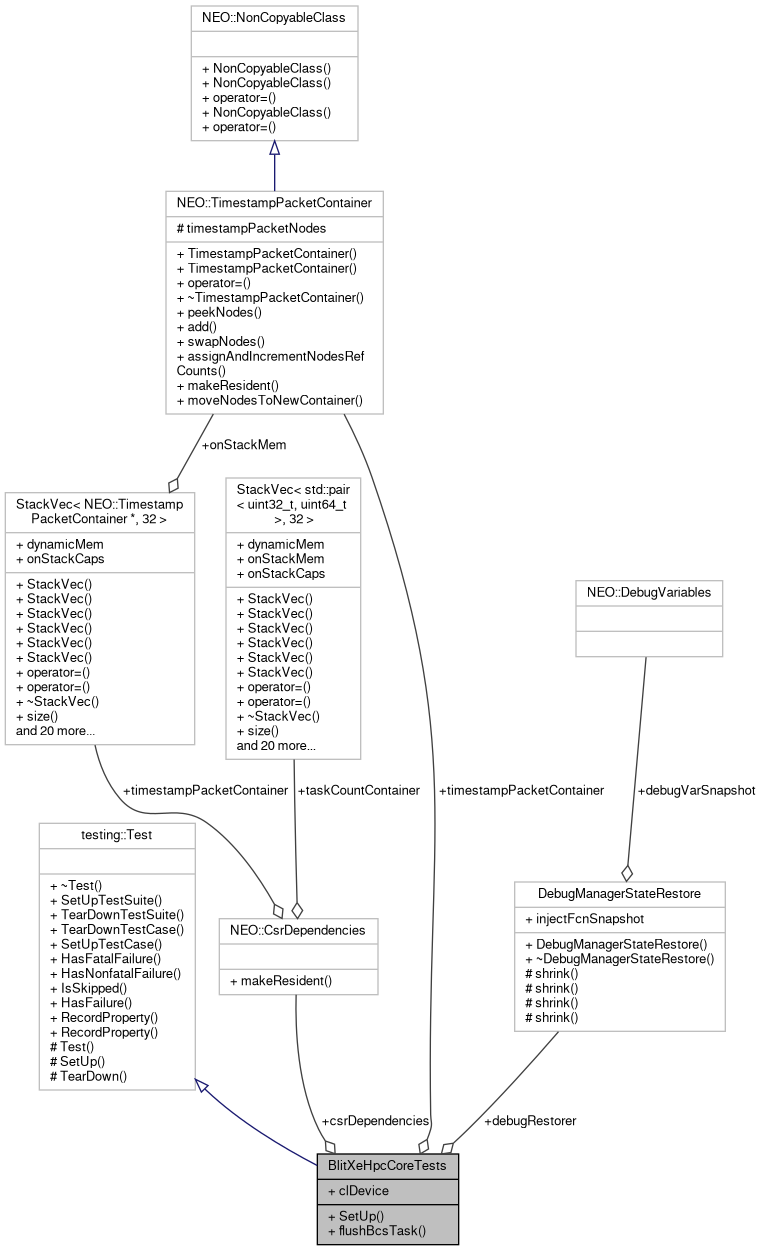 NEO::NonCopyableClass
+ NonCopyableClass()
+ NonCopyableClass()
+ operator=()
+ NonCopyableClass()
+ operator=()
NEO::TimestampPacketContainer
# timestampPacketNodes
+ TimestampPacketContainer()
+ TimestampPacketContainer()
+ operator=()
+ ~TimestampPacketContainer()
+ peekNodes()
+ add()
+ swapNodes()
+ assignAndIncrementNodesRef
Counts()
+ makeResident()
+ moveNodesToNewContainer()
+onStackMem
StackVec< NEO::Timestamp
PacketContainer *, 32 >
+ dynamicMem
+ onStackCaps
+ StackVec()
+ StackVec()
+ StackVec()
+ StackVec()
+ StackVec()
+ StackVec()
+ operator=()
+ operator=()
+ ~StackVec()
+ size()
and 20 more...
StackVec< std::pair
< uint32_t, uint64_t
>, 32 >
+ dynamicMem
+ onStackMem
+ onStackCaps
+ StackVec()
+ StackVec()
+ StackVec()
+ StackVec()
+ StackVec()
+ StackVec()
+ operator=()
+ operator=()
+ ~StackVec()
+ size()
and 20 more...
NEO::DebugVariables
+timestampPacketContainer
+taskCountContainer
+timestampPacketContainer
+debugVarSnapshot
testing::Test
+ ~Test()
+ SetUpTestSuite()
+ TearDownTestSuite()
+ TearDownTestCase()
+ SetUpTestCase()
+ HasFatalFailure()
+ HasNonfatalFailure()
+ IsSkipped()
+ HasFailure()
+ RecordProperty()
+ RecordProperty()
# Test()
# SetUp()
# TearDown()
NEO::CsrDependencies
+ makeResident()
DebugManagerStateRestore
+ injectFcnSnapshot
+ DebugManagerStateRestore()
+ ~DebugManagerStateRestore()
# shrink()
# shrink()
# shrink()
# shrink()
+csrDependencies
+debugRestorer
BlitXeHpcCoreTests
+ clDevice
+ SetUp()
+ flushBcsTask()